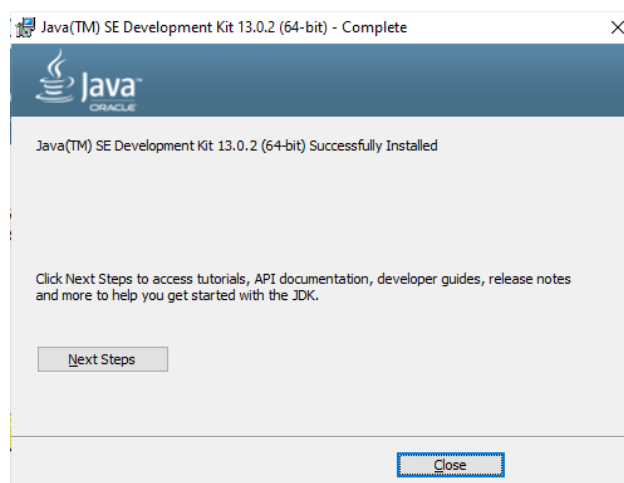 Java(TM) SE Development Kit 13.0.2 (64-bit) - Complete
Java™
ORACLE
Java(TM) SE Development Kit 13.0.2 (64-bit) Successfully Installed
Click Next Steps to access tutorials, API documentation, developer guides, release notes
and more to help you get started with the JDK.
Next Steps
Close